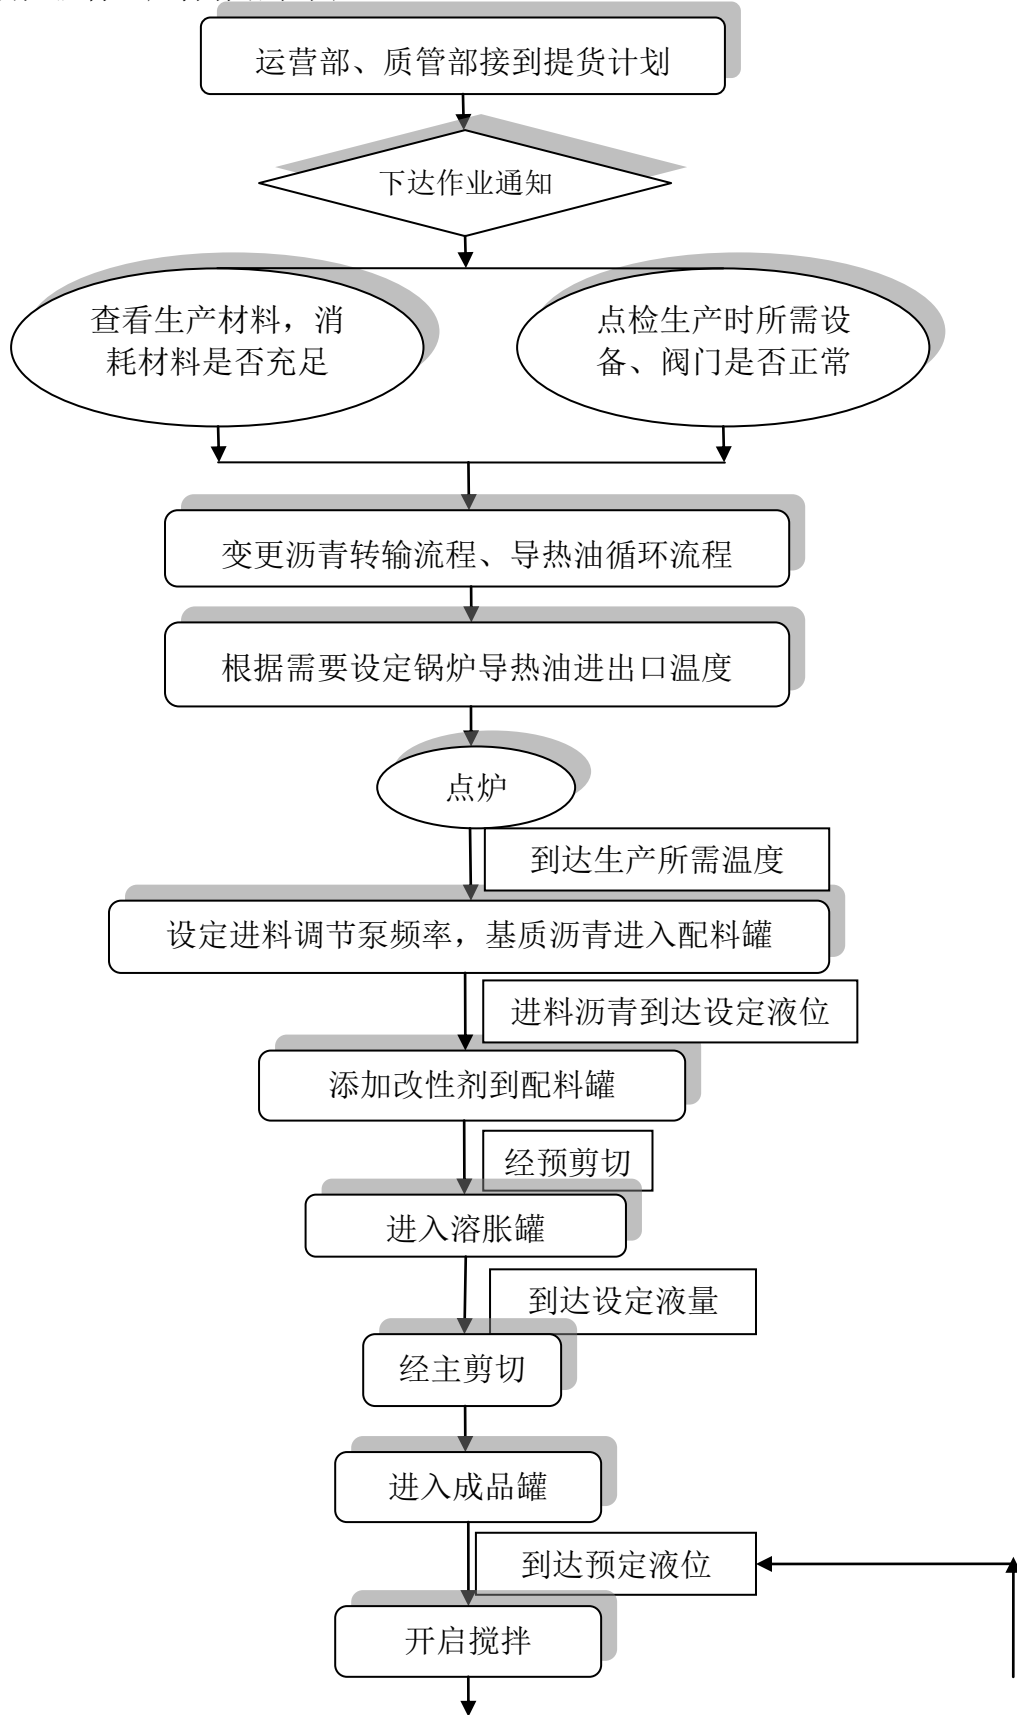 运营部、质管部接到提货计划
下达作业通知
查看生产材料，消
耗材料是否充足
点检生产时所需设
备、阀门是否正常
变更沥青转输流程、导热油循环流程
根据需要设定锅炉导热油进出口温度
点炉
到达生产所需温度
设定进料调节泵频率，基质沥青进入配料罐
进料沥青到达设定液位
添加改性剂到配料罐
经预剪切
进入溶胀罐
到达设定液量
经主剪切
进入成品罐
到达预定液位
开启搅拌